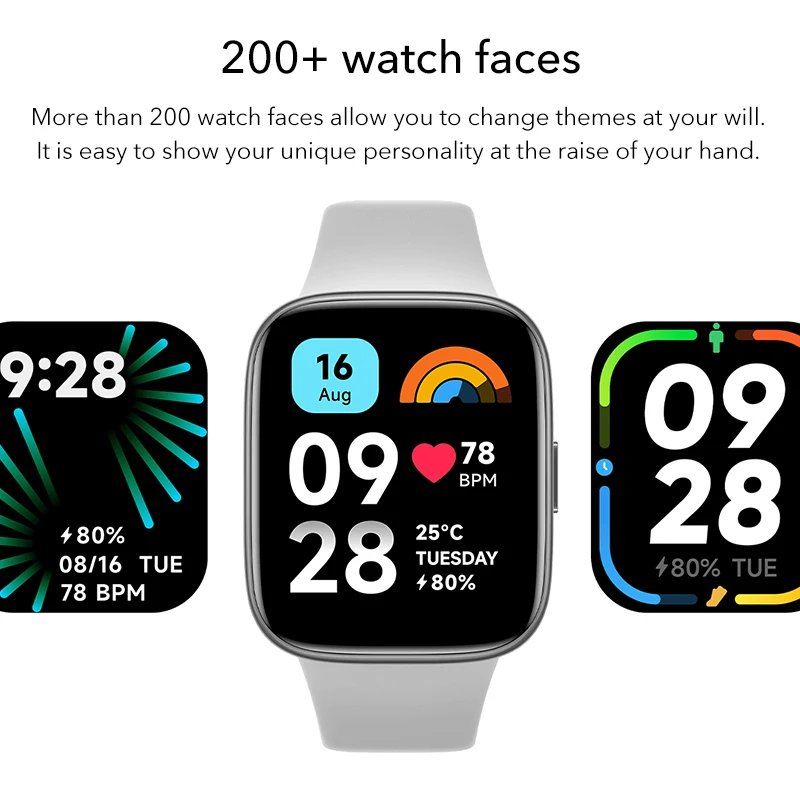 200+ watch faces
More than 200 watch faces allow you to change themes at your will.
It is easy to show your unique personality at the raise of your hand.
9:28
80%
08/16 TUE
78 BPM
16
Aug
09
28
78
BPM
25°C
TUESDAY
80%
09
28
80% TUE